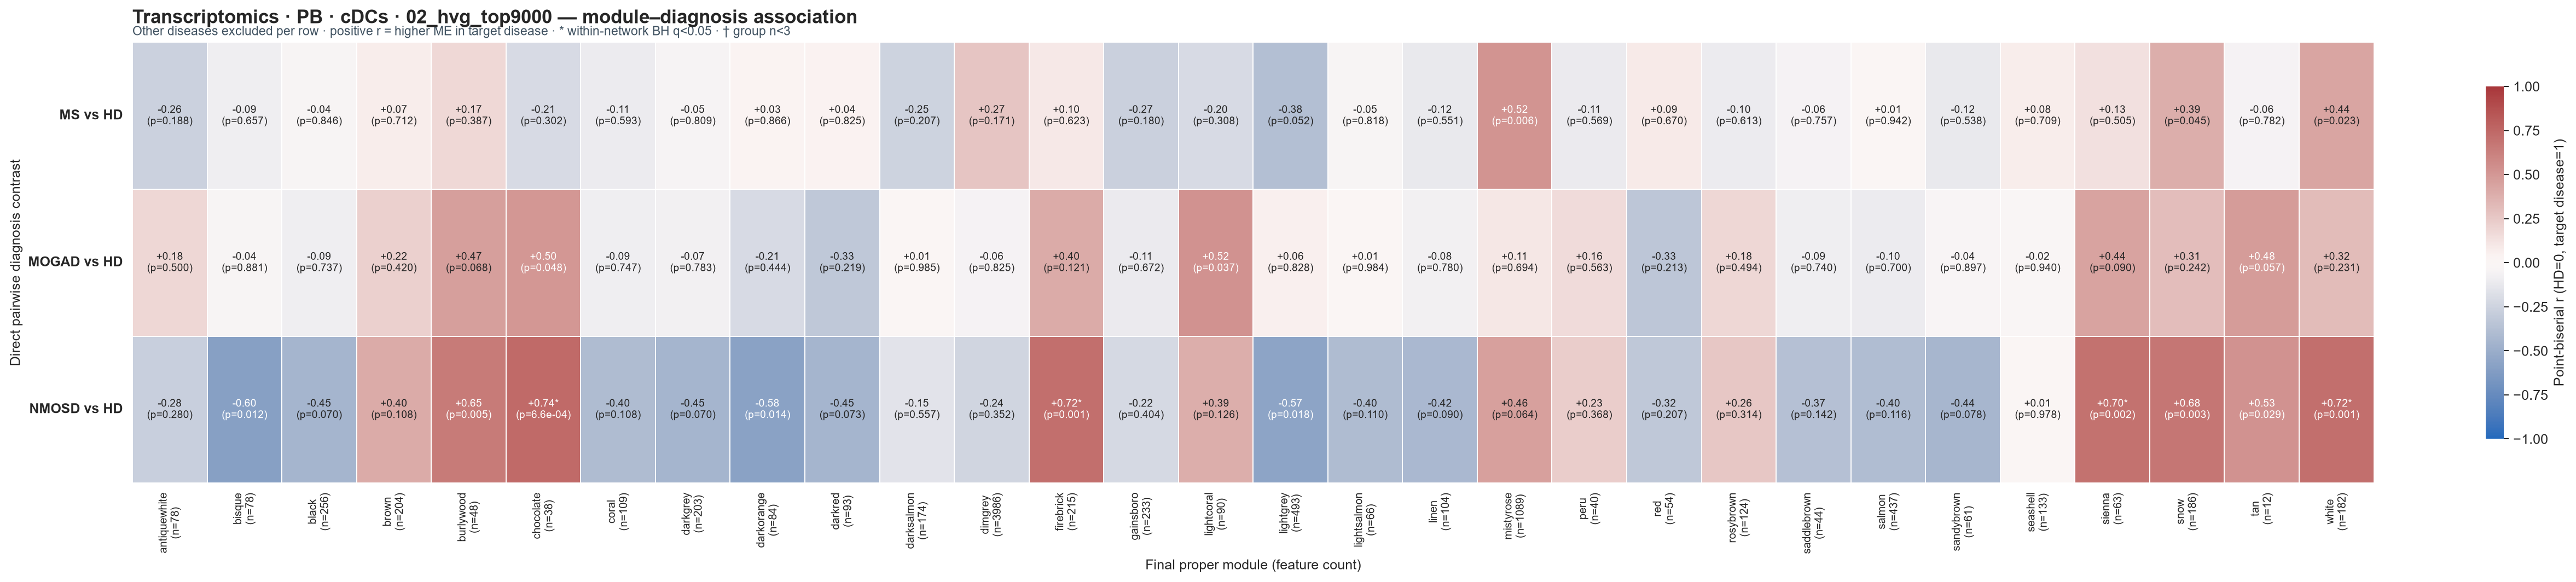 Transcriptomics · PB · cDCs · 02_hvg_top9000 — module–diagnosis association
Other diseases excluded per row · positive r = higher ME in target disease · * within-network BH q<0.05 · † group n<3
Direct pairwise diagnosis contrast
MS vs HD
-0.26 -0.09 -0.04 +0.07 +0.17 -0.21 -0.11 -0.05 +0.03 +0.04 -0.25 +0.27 +0.10 -0.27 -0.20 -0.38 -0.05 -0.12 +0.52 -0.11 +0.09 -0.10 -0.06 +0.01 -0.12 +0.08 +0.13 +0.39 -0.06 +0.44
(p=0.188) (p=0.657) (p=0.846) (p=0.712) (p=0.387) (p=0.302) (p=0.593) (p=0.809) (p=0.866) (p=0.825) (p=0.207) (p=0.171) (p=0.623) (p=0.180) (p=0.308) (p=0.052) (p=0.818) (p=0.551) (p=0.006) (p=0.569) (p=0.670) (p=0.613) (p=0.757) (p=0.942) (p=0.538) (p=0.709) (p=0.505) (p=0.045) (p=0.782) (p=0.023)
MOGAD vs HD
+0.18 -0.04 -0.09 +0.22 +0.47 +0.50 -0.09 -0.07 -0.21 -0.33 +0.01 -0.06 +0.40 -0.11 +0.52 +0.06 +0.01 -0.08 +0.11 +0.16 -0.33 +0.18 -0.09 -0.10 -0.04 -0.02 +0.44 +0.31 +0.48 +0.32
(p=0.500) (p=0.881) (p=0.737) (p=0.420) (p=0.068) (p=0.048) (p=0.747) (p=0.783) (p=0.444) (p=0.219) (p=0.985) (p=0.825) (p=0.121) (p=0.672) (p=0.037) (p=0.828) (p=0.984) (p=0.780) (p=0.694) (p=0.563) (p=0.213) (p=0.494) (p=0.740) (p=0.700) (p=0.897) (p=0.940) (p=0.090) (p=0.242) (p=0.057) (p=0.231)
NMOSD vs HD
-0.28 -0.60 -0.45 +0.40 +0.65 +0.74* -0.40 -0.45 -0.58 -0.45 -0.15 -0.24 +0.72* -0.22 +0.39 -0.57 -0.40 -0.42 +0.46 +0.23 -0.32 +0.26 -0.37 -0.40 -0.44 +0.01 +0.70* +0.68 +0.53 +0.72*
(p=0.280) (p=0.012) (p=0.070) (p=0.108) (p=0.005) (p=6.6e-04) (p=0.108) (p=0.070) (p=0.014) (p=0.073) (p=0.557) (p=0.352) (p=0.001) (p=0.404) (p=0.126) (p=0.018) (p=0.110) (p=0.090) (p=0.064) (p=0.368) (p=0.207) (p=0.314) (p=0.142) (p=0.116) (p=0.078) (p=0.978) (p=0.002) (p=0.003) (p=0.029) (p=0.001)
antiquewhite
(n=78)
bisque
(n=78)
black
(n=256)
brown
(n=204)
burlywood
(n=48)
chocolate
(n=38)
coral
(n=109)
darkgrey
(n=203)
darkorange
(n=84)
darkred
(n=93)
darksalmon
(n=174)
dimgrey
(n=3986)
firebrick
(n=215)
gainsboro
(n=233)
lightcoral
(n=90)
lightgrey
(n=493)
lightsalmon
(n=66)
linen
(n=104)
mistyrose
(n=1089)
peru
(n=40)
red
(n=54)
rosybrown
(n=124)
saddlebrown
(n=44)
salmon
(n=437)
sandybrown
(n=61)
seashell
(n=133)
sienna
(n=63)
snow
(n=186)
tan
(n=12)
white
(n=182)
Final proper module (feature count)
1.00
0.75
0.50
0.25
0.00
−0.25
−0.50
−0.75
−1.00
Point-biserial r (HD=0, target disease=1)